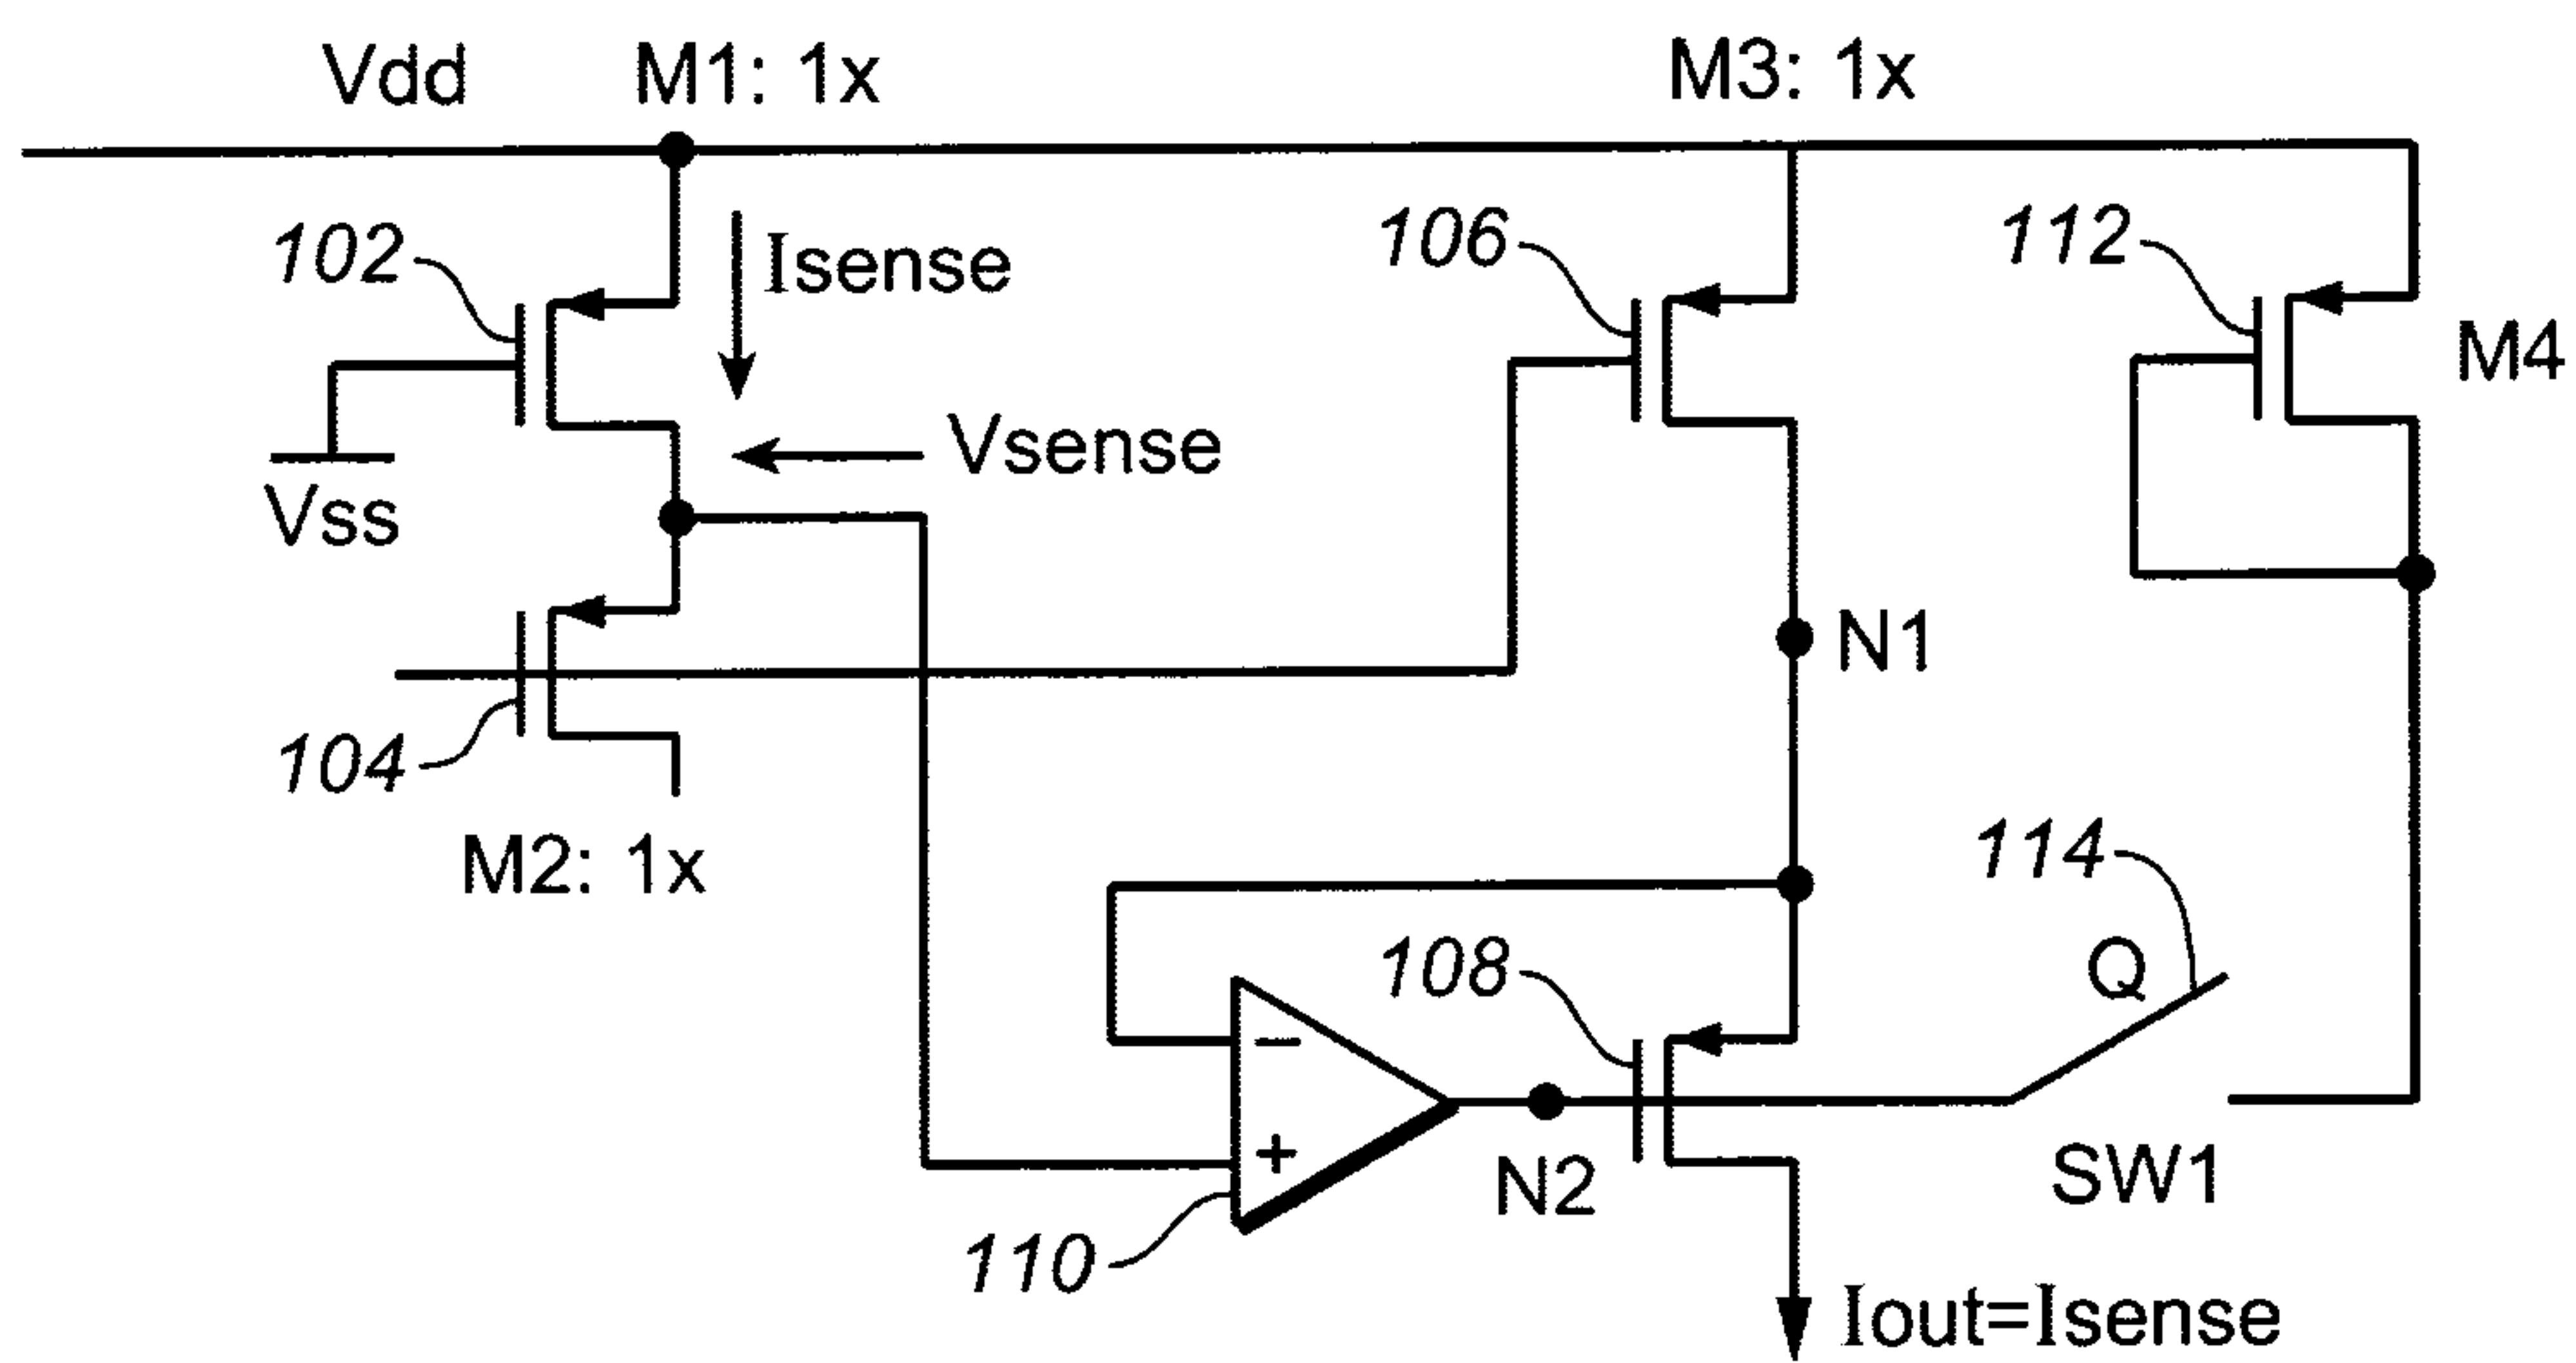 Vdd
M1: 1x
M3: 1x
102
Isense
106
112
M4
Vsense
Vss
N1
104
M2: 1x
114
108
Q
−
+
N2
SW1
110
Iout=Isense